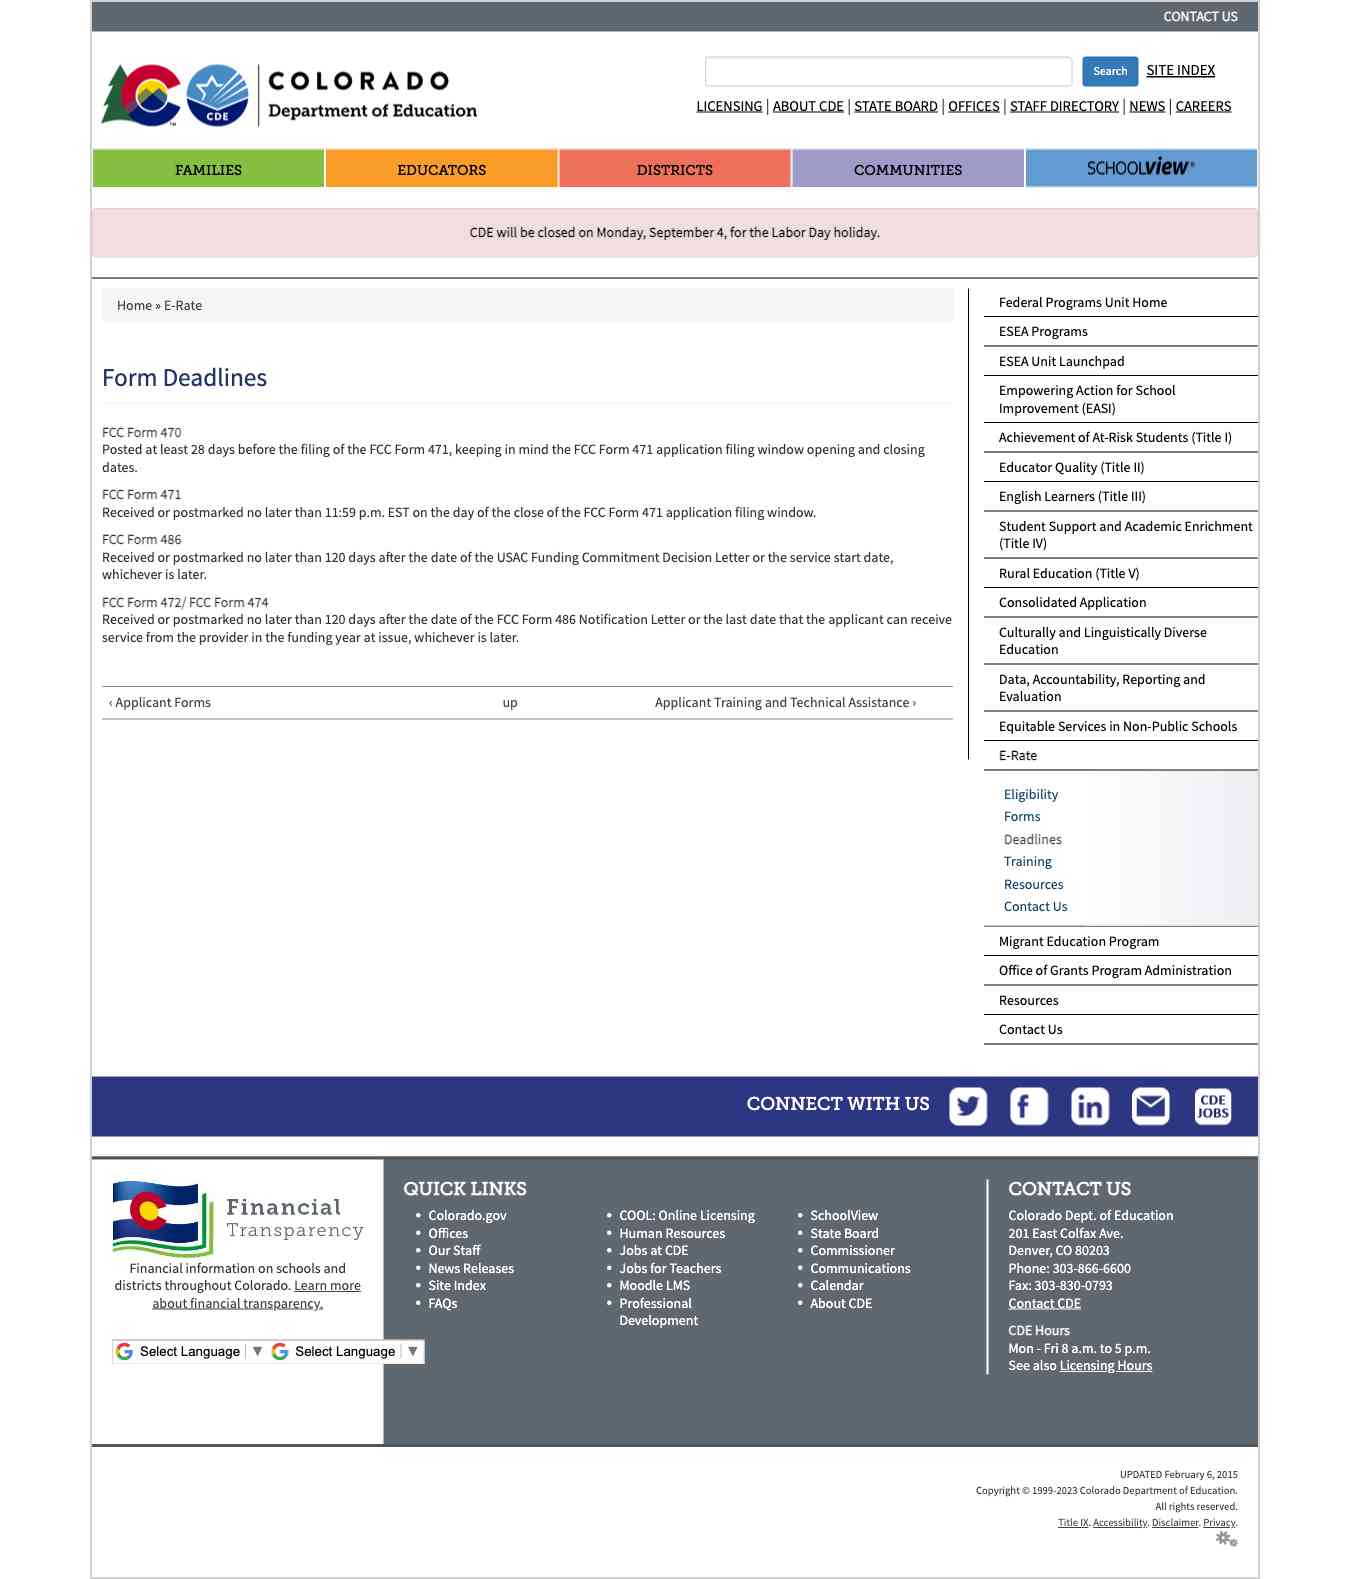 CONTACT US
COLORADO
Department of Education
CDE
TM
Search
SITE INDEX
LICENSING | ABOUT CDE | STATE BOARD | OFFICES | STAFF DIRECTORY | NEWS | CAREERS
FAMILIES
EDUCATORS
DISTRICTS
COMMUNITIES
SCHOOLview®
CDE will be closed on Monday, September 4, for the Labor Day holiday.
Home » E-Rate
Form Deadlines
FCC Form 470
Posted at least 28 days before the filing of the FCC Form 471, keeping in mind the FCC Form 471 application filing window opening and closing
dates.
FCC Form 471
Received or postmarked no later than 11:59 p.m. EST on the day of the close of the FCC Form 471 application filing window.
FCC Form 486
Received or postmarked no later than 120 days after the date of the USAC Funding Commitment Decision Letter or the service start date,
whichever is later.
FCC Form 472/ FCC Form 474
Received or postmarked no later than 120 days after the date of the FCC Form 486 Notification Letter or the last date that the applicant can receive
service from the provider in the funding year at issue, whichever is later.
‹ Applicant Forms
up
Applicant Training and Technical Assistance ›
Federal Programs Unit Home
ESEA Programs
ESEA Unit Launchpad
Empowering Action for School
Improvement (EASI)
Achievement of At-Risk Students (Title I)
Educator Quality (Title II)
English Learners (Title III)
Student Support and Academic Enrichment
(Title IV)
Rural Education (Title V)
Consolidated Application
Culturally and Linguistically Diverse
Education
Data, Accountability, Reporting and
Evaluation
Equitable Services in Non-Public Schools
E-Rate
Eligibility
Forms
Deadlines
Training
Resources
Contact Us
Migrant Education Program
Office of Grants Program Administration
Resources
Contact Us
CONNECT WITH US
CDE
JOBS
Financial
Transparency
Financial information on schools and
districts throughout Colorado. Learn more
about financial transparency.
Select Language ▼
Select Language ▼
QUICK LINKS
• Colorado.gov
• Offices
• Our Staff
• News Releases
• Site Index
• FAQs
• COOL: Online Licensing
• Human Resources
• Jobs at CDE
• Jobs for Teachers
• Moodle LMS
• Professional
Development
• SchoolView
• State Board
• Commissioner
• Communications
• Calendar
• About CDE
CONTACT US
Colorado Dept. of Education
201 East Colfax Ave.
Denver, CO 80203
Phone: 303-866-6600
Fax: 303-830-0793
Contact CDE
CDE Hours
Mon - Fri 8 a.m. to 5 p.m.
See also Licensing Hours
UPDATED February 6, 2015
Copyright © 1999-2023 Colorado Department of Education.
All rights reserved.
Title IX. Accessibility. Disclaimer. Privacy.